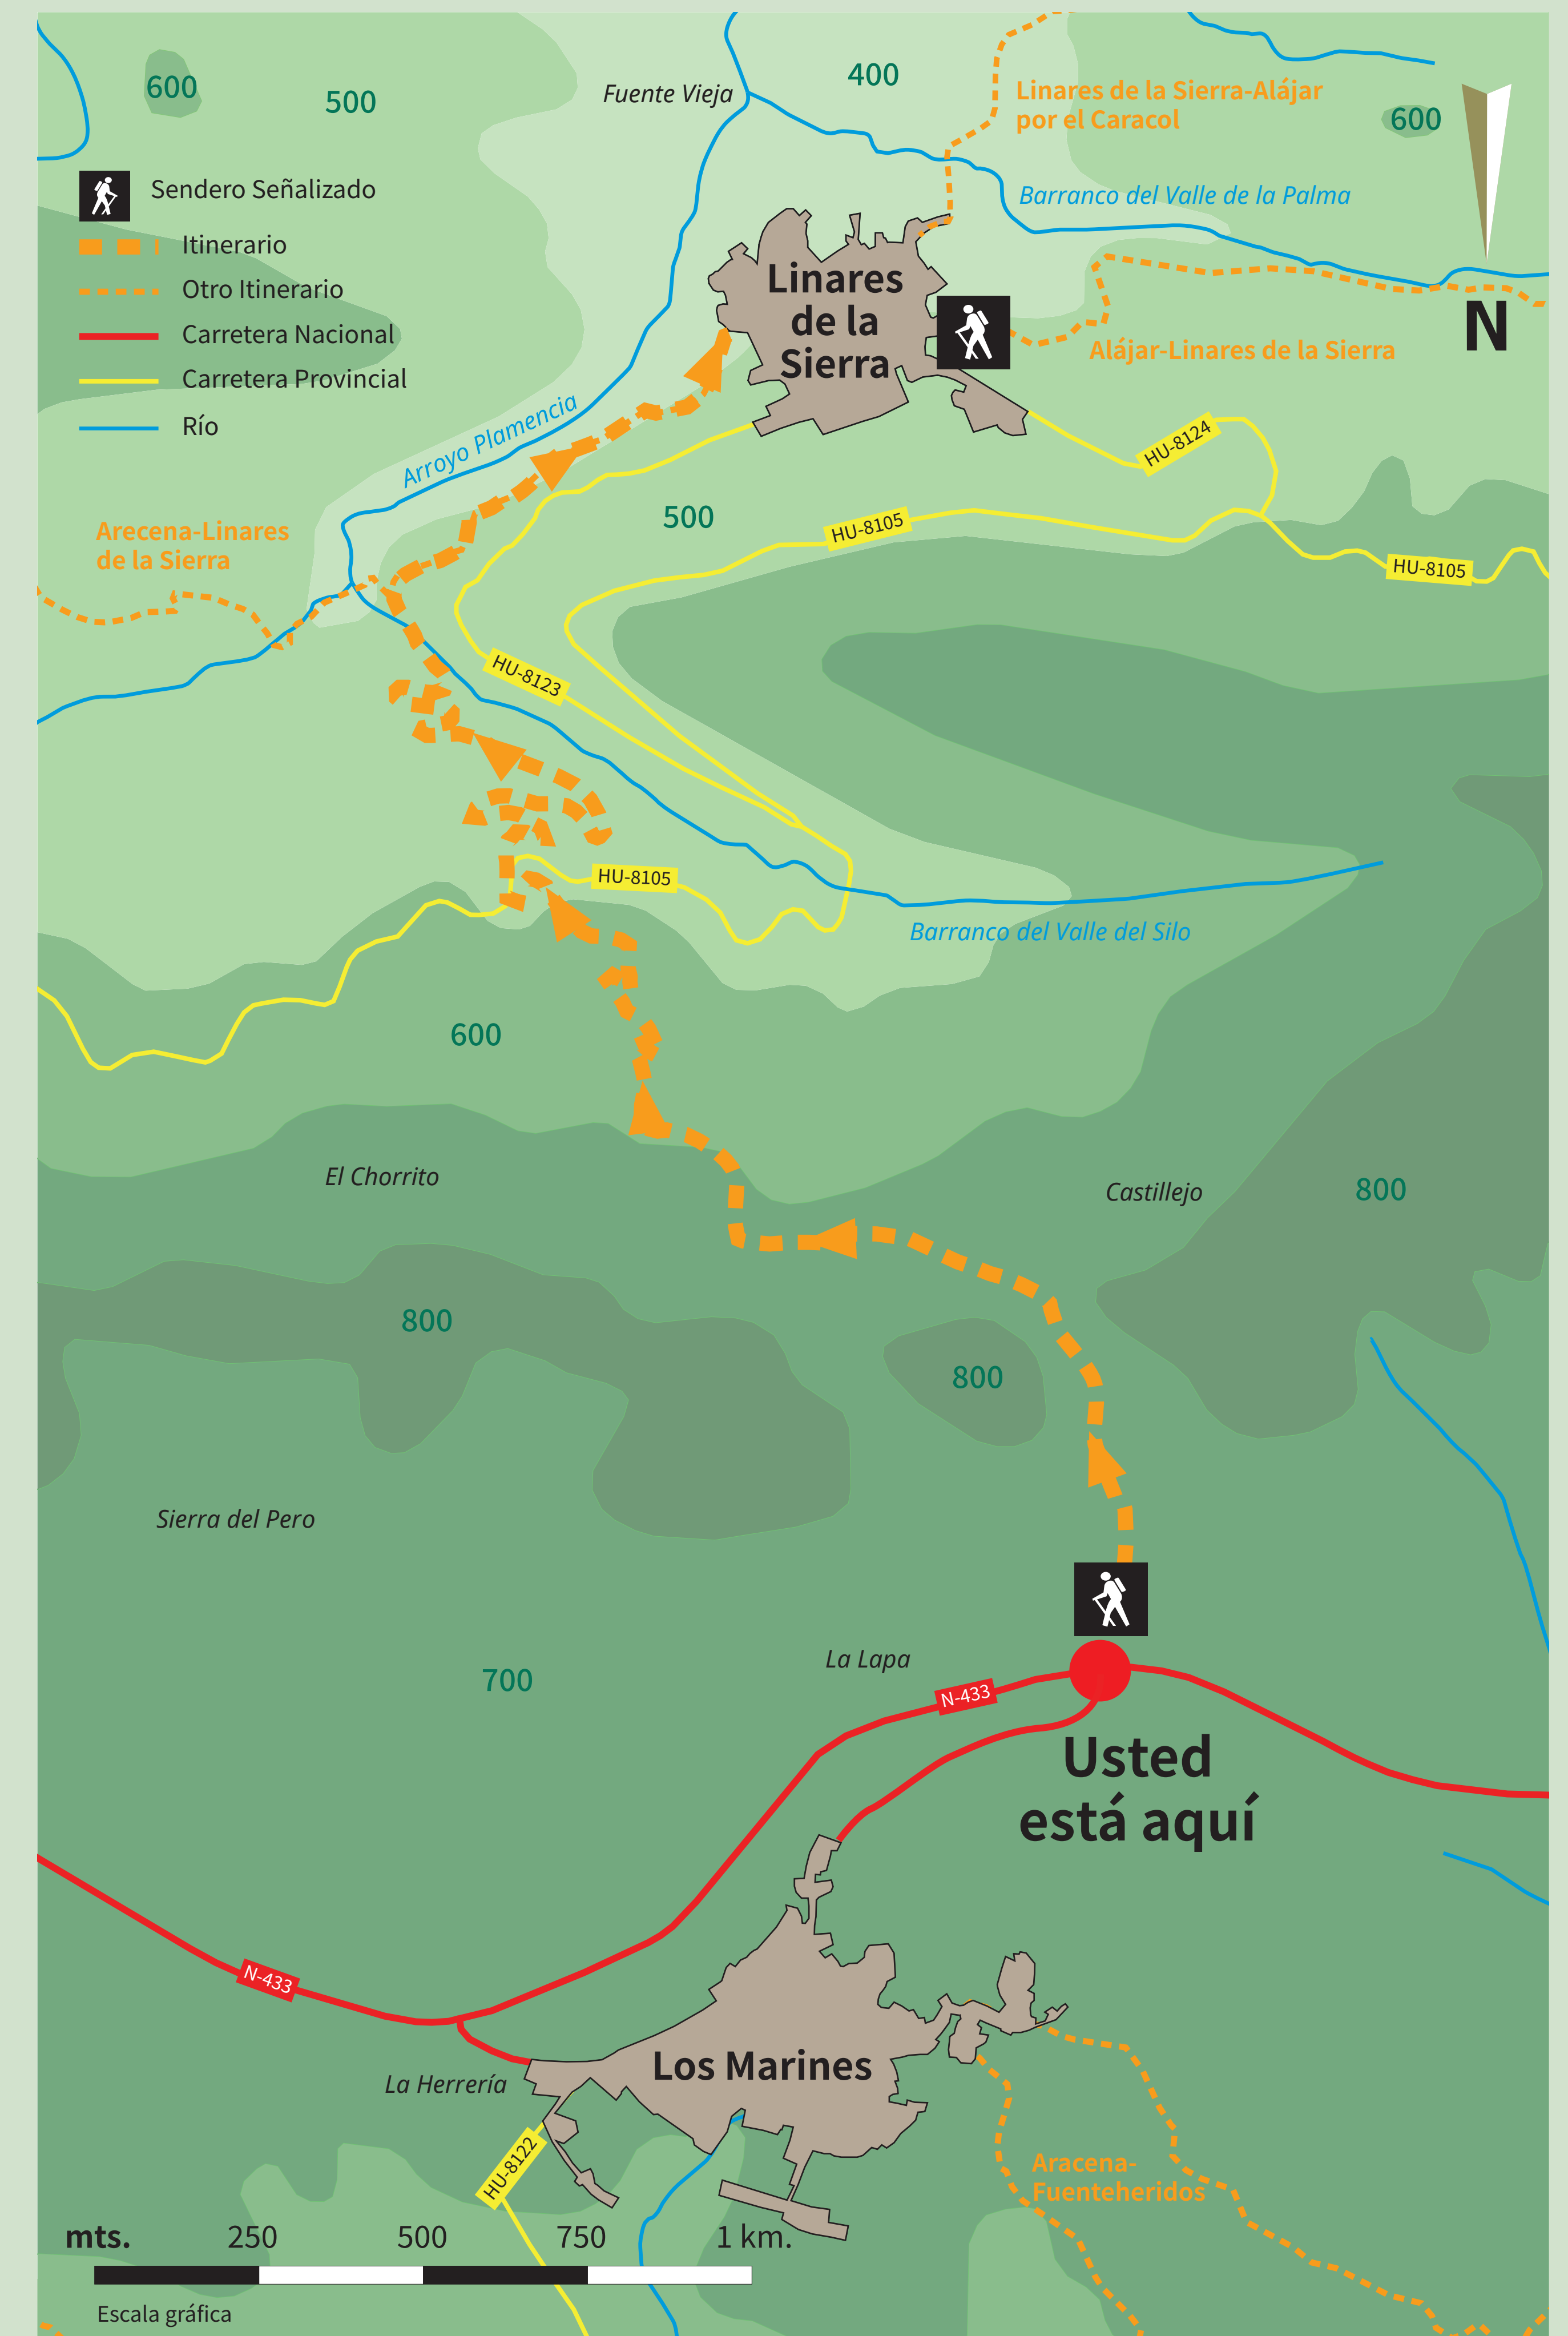 600
500
Fuente Vieja
400
Linares de la Sierra-Alájar
por el Caracol
600
Sendero Señalizado
Itinerario
Otro Itinerario
Carretera Nacional
Carretera Provincial
Río
Barranco del Valle de la Palma
Linares
de la
Sierra
N
Alájar-Linares de la Sierra
Arroyo Plamencia
HU-8124
Arecena-Linares
de la Sierra
500
HU-8105
HU-8105
HU-8123
HU-8105
Barranco del Valle del Silo
600
El Chorrito
Castillejo
800
800
800
Sierra del Pero
La Lapa
700
N-433
Usted
está aquí
N-433
Los Marines
La Herrería
HU-8122
Aracena-
Fuenteheridos
mts. 250 500 750 1 km.
Escala gráfica